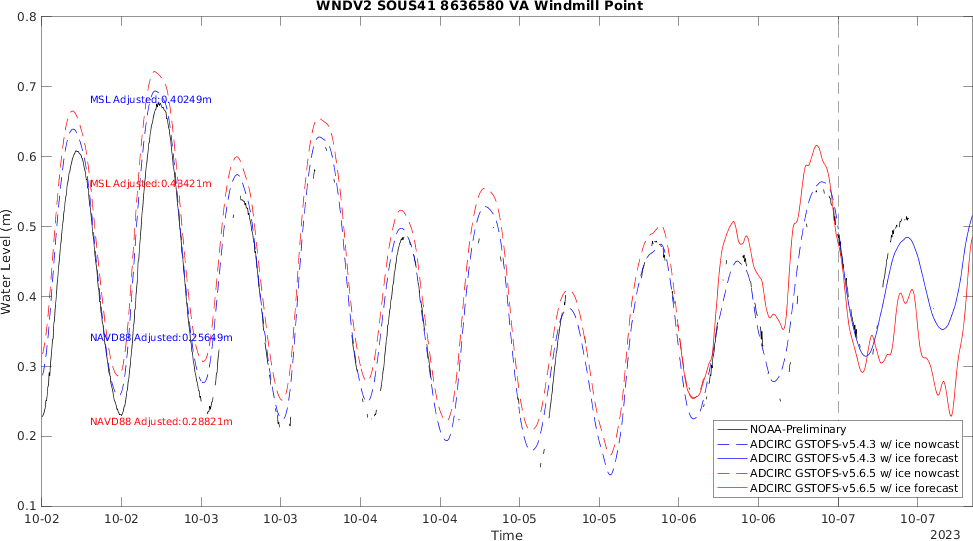 WNDV2 SOUS41 8636580 VA Windmill Point
0.8
0.7
0.6
0.5
0.4
0.3
0.2
0.1
Water Level (m)
MSL Adjusted:0.40249m
MSL Adjusted:0.43421m
NAVD88 Adjusted:0.25649m
NAVD88 Adjusted:0.28821m
NOAA-Preliminary
ADCIRC GSTOFS-v5.4.3 w/ ice nowcast
ADCIRC GSTOFS-v5.4.3 w/ ice forecast
ADCIRC GSTOFS-v5.6.5 w/ ice nowcast
ADCIRC GSTOFS-v5.6.5 w/ ice forecast
10-02 10-02 10-03 10-03 10-04 10-04 10-05 10-05 10-06 10-06 10-07 10-07
Time
2023